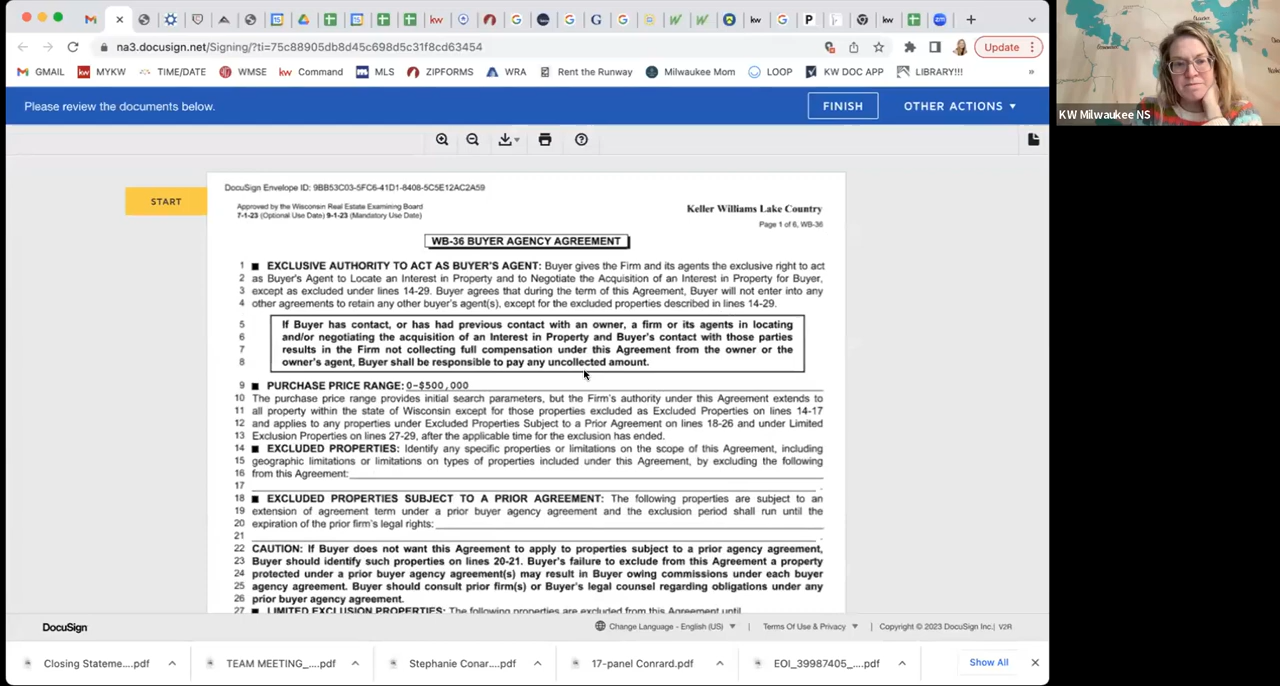 na3.docusign.net/Signing/?ti=75c88905db8d45c698d5c31f8cd63454
Update
GMAIL MYKW TIME/DATE WMSE Command MLS ZIPFORMS WRA Rent the Runway Milwaukee Mom LOOP KW DOC APP LIBRARY!!! »
KW Milwaukee NS
Please review the documents below.
FINISH
OTHER ACTIONS
START
DocuSign Envelope ID: 9BB53C03-5FC6-41D1-8408-5C5E12AC2A59
Approved by the Wisconsin Real Estate Examining Board
7-1-23 (Optional Use Date) 9-1-23 (Mandatory Use Date)
Keller Williams Lake Country
Page 1 of 6, WB-36
WB-36 BUYER AGENCY AGREEMENT
1 ■ EXCLUSIVE AUTHORITY TO ACT AS BUYER'S AGENT: Buyer gives the Firm and its agents the exclusive right to act
2 as Buyer's Agent to Locate an Interest in Property and to Negotiate the Acquisition of an Interest in Property for Buyer,
3 except as excluded under lines 14-29. Buyer agrees that during the term of this Agreement, Buyer will not enter into any
4 other agreements to retain any other buyer's agent(s), except for the excluded properties described in lines 14-29.
5 If Buyer has contact, or has had previous contact with an owner, a firm or its agents in locating
6 and/or negotiating the acquisition of an Interest in Property and Buyer's contact with those parties
7 results in the Firm not collecting full compensation under this Agreement from the owner or the
8 owner's agent, Buyer shall be responsible to pay any uncollected amount.
9 ■ PURCHASE PRICE RANGE: 0-$500,000
10 The purchase price range provides initial search parameters, but the Firm's authority under this Agreement extends to
11 all property within the state of Wisconsin except for those properties excluded as Excluded Properties on lines 14-17
12 and applies to any properties under Excluded Properties Subject to a Prior Agreement on lines 18-26 and under Limited
13 Exclusion Properties on lines 27-29, after the applicable time for the exclusion has ended.
14 ■ EXCLUDED PROPERTIES: Identify any specific properties or limitations on the scope of this Agreement, including
15 geographic limitations or limitations on types of properties included under this Agreement, by excluding the following
16 from this Agreement:
17 .
18 ■ EXCLUDED PROPERTIES SUBJECT TO A PRIOR AGREEMENT: The following properties are subject to an
19 extension of agreement term under a prior buyer agency agreement and the exclusion period shall run until the
20 expiration of the prior firm's legal rights:
21 .
22 CAUTION: If Buyer does not want this Agreement to apply to properties subject to a prior agency agreement,
23 Buyer should identify such properties on lines 20-21. Buyer's failure to exclude from this Agreement a property
24 protected under a prior buyer agency agreement(s) may result in Buyer owing commissions under each buyer
25 agency agreement. Buyer should consult prior firm(s) or Buyer's legal counsel regarding obligations under any
26 prior buyer agency agreement.
27 ■ LIMITED EXCLUSION PROPERTIES: The following properties are excluded from this Agreement until
DocuSign
Change Language - English (US) | Terms Of Use & Privacy | Copyright © 2023 DocuSign Inc. | V2R
Closing Stateme....pdf TEAM MEETING_....pdf Stephanie Conar....pdf 17-panel Conrard.pdf EOI_39987405_....pdf Show All